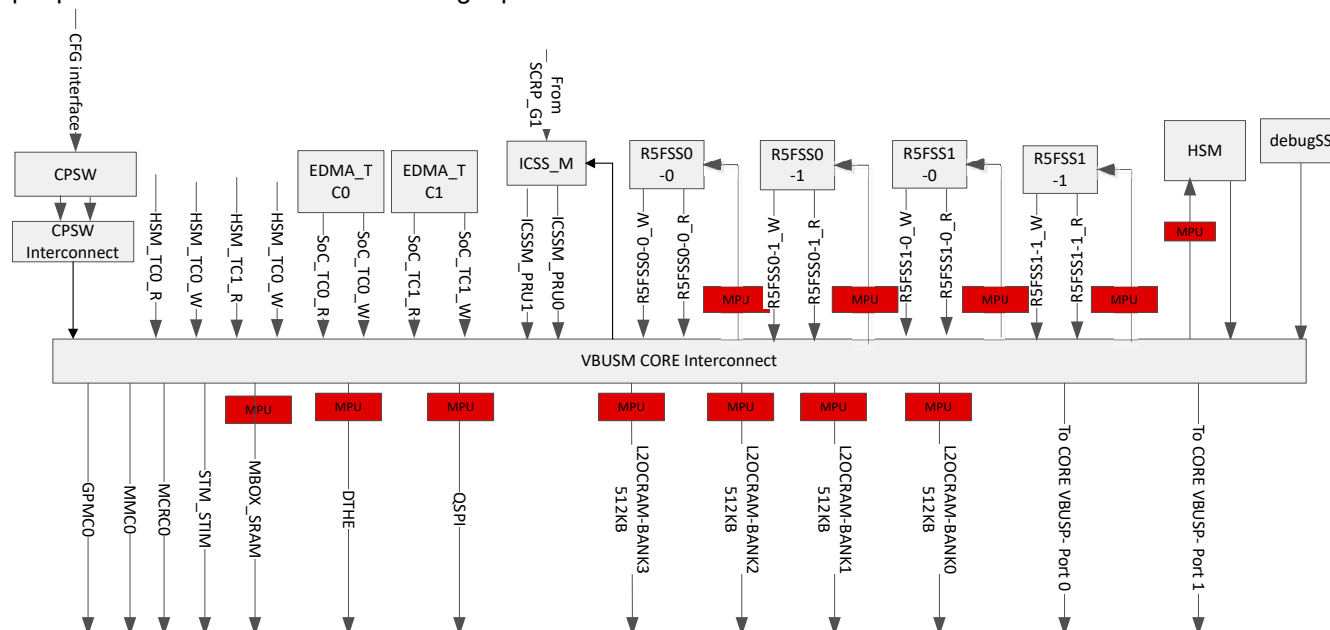 CFG interface
From
SCRP_G1
CPSW
CPSW
Interconnect
HSM_TC0_R
HSM_TC0_W
HSM_TC1_R
HSM_TC0_W
EDMA_T
C0
SoC_TC0_R
SoC_TC0_W
EDMA_T
C1
SoC_TC1_R
SoC_TC1_W
ICSS_M
ICSSM_PRU1
ICSSM_PRU0
R5FSS0
-0
R5FSS0-0_W
R5FSS0-0_R
MPU
R5FSS0
-1
R5FSS0-1_W
R5FSS0-1_R
MPU
R5FSS1
-0
R5FSS1-0_W
R5FSS1-0_R
MPU
R5FSS1
-1
R5FSS1-1_W
R5FSS1-1_R
MPU
HSM
MPU
debugSS
VBUSM CORE Interconnect
GPMC0
MMC0
MCRC0
STM_STIM
MPU
MBOX_SRAM
MPU
DTHE
MPU
QSPI
MPU
L2OCRAM-BANK3
512KB
MPU
L2OCRAM-BANK2
512KB
MPU
L2OCRAM-BANK1
512KB
MPU
L2OCRAM-BANK0
512KB
To CORE VBUSP- Port 0
To CORE VBUSP- Port 1